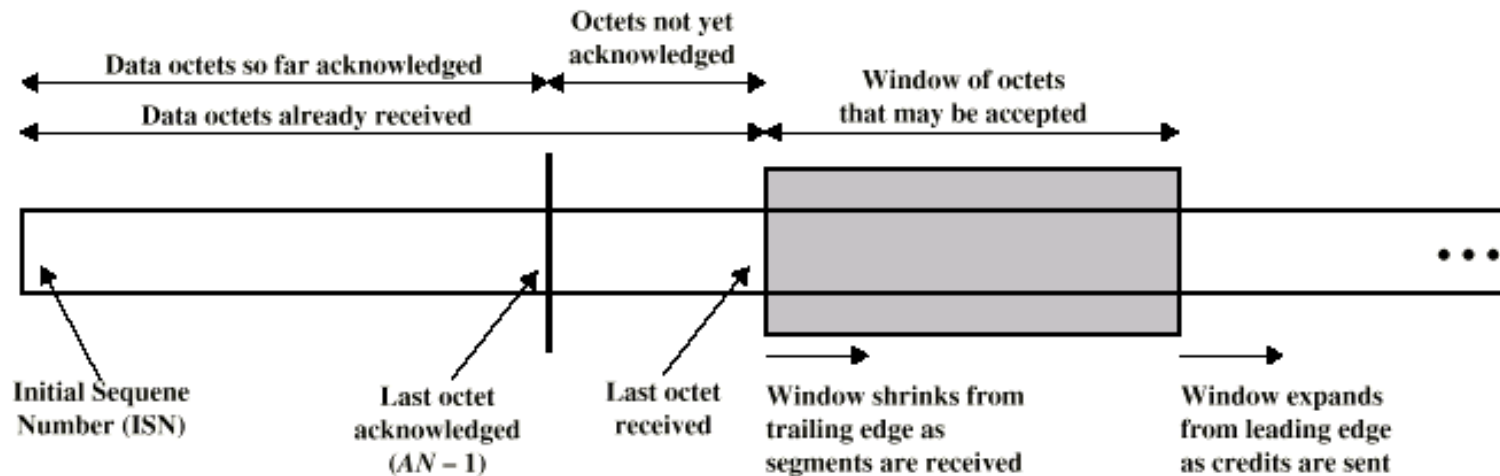 Octets not yet
acknowledged
Data octets so far acknowledged
Window of octets
that may be accepted
Data octets already received
Initial Sequene
Number (ISN)
Last octet
acknowledged
(AN – 1)
Last octet
received
Window shrinks from
trailing edge as
segments are received
Window expands
from leading edge
as credits are sent